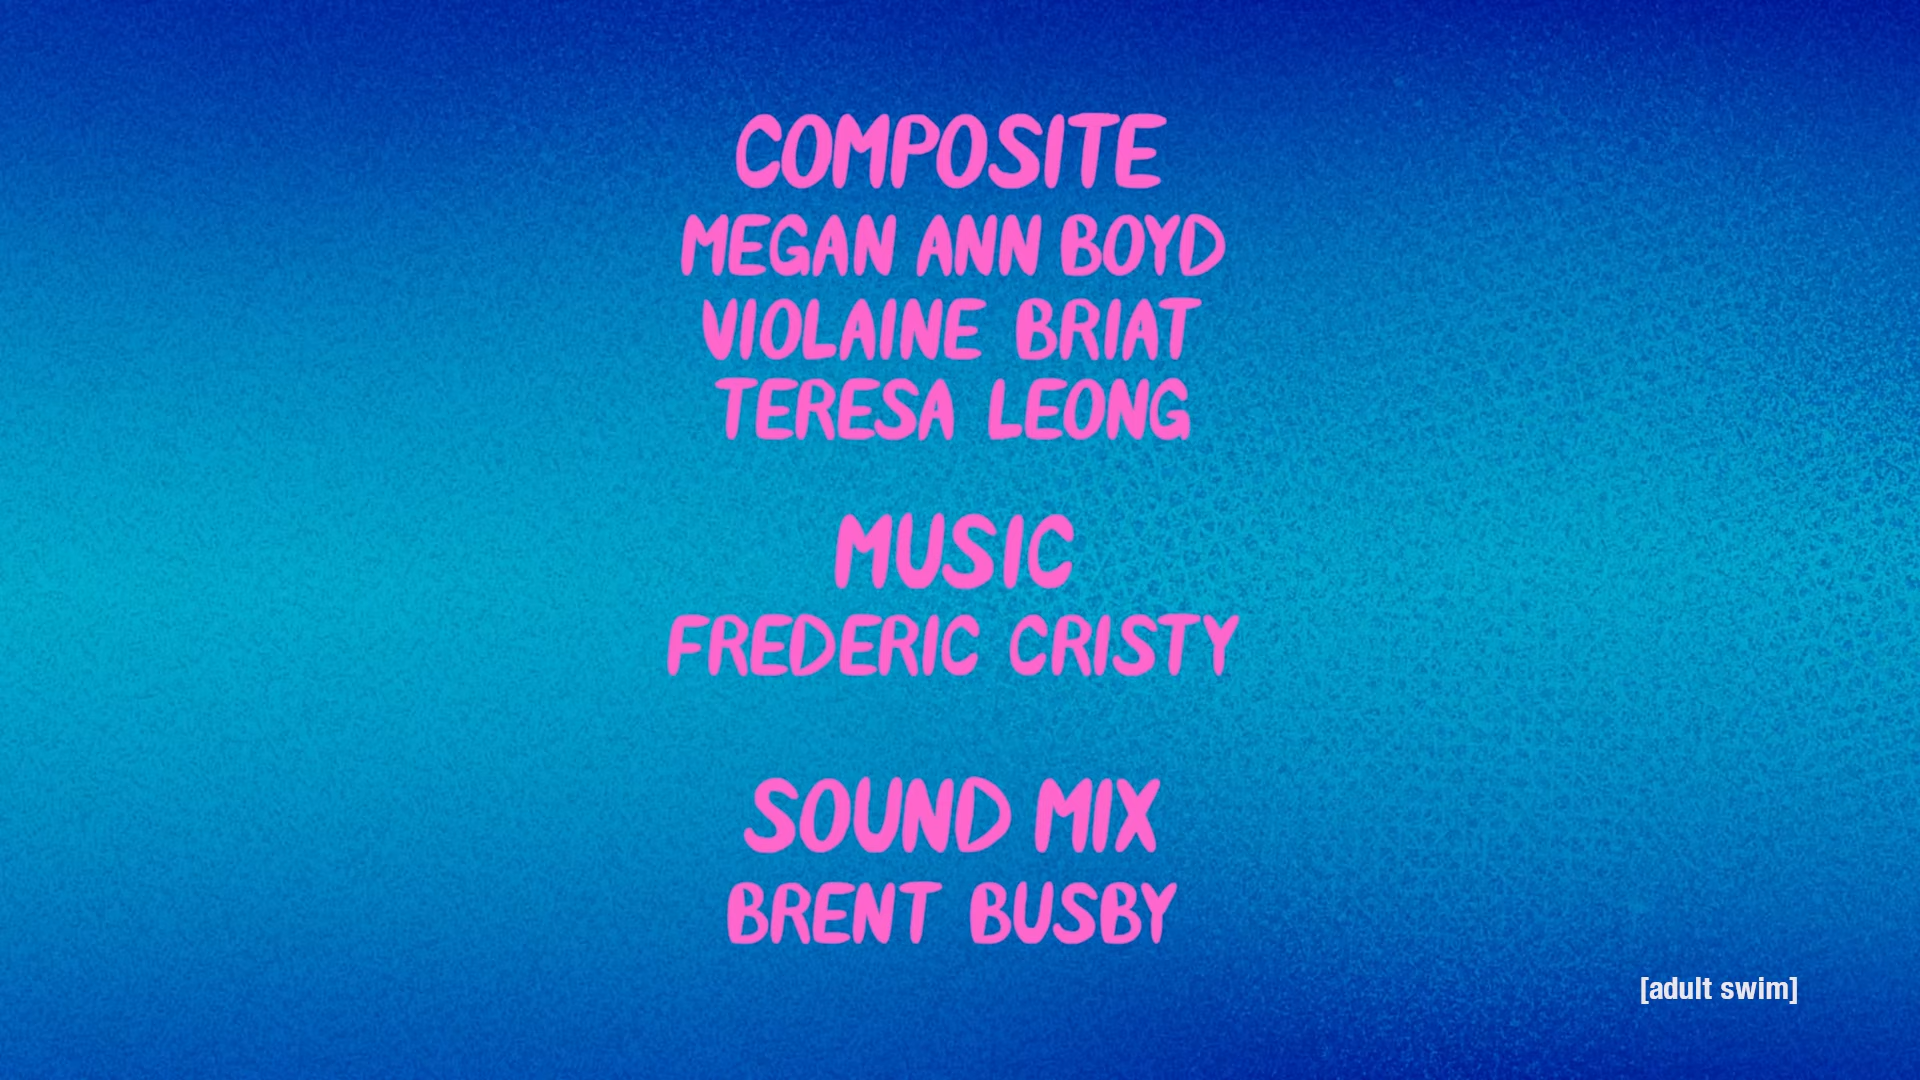 COMPOSITE
MEGAN ANN BOYD
VIOLAINE BRIAT
TERESA LEONG
MUSIC
FREDERIC CRISTY
SOUND MIX
BRENT BUSBY
[adult swim]